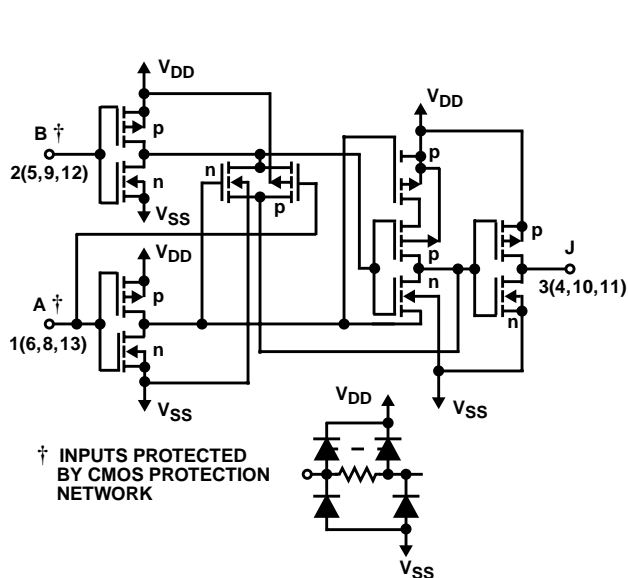 VDD
B †
2(5,9,12)
p
n
VSS
VDD
A †
1(6,8,13)
p
n
VSS
n
p
VDD
p
p
n
VSS
p
n
J
3(4,10,11)
† INPUTS PROTECTED
BY CMOS PROTECTION
NETWORK
VDD
VSS